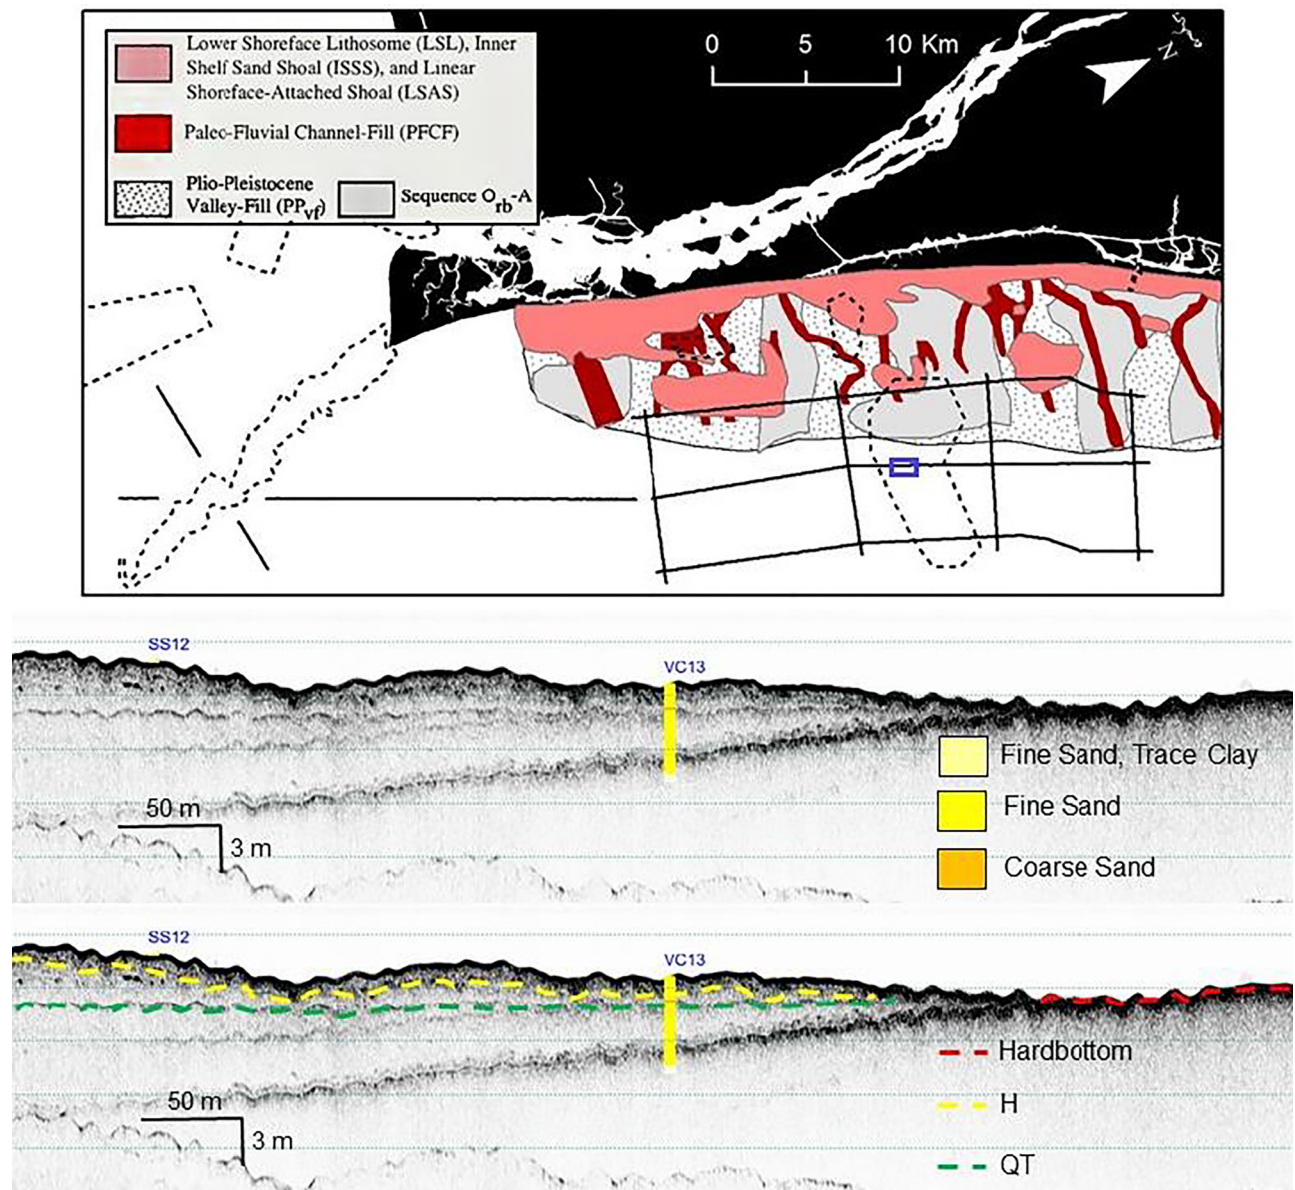 Lower Shoreface Lithosome (LSL), Inner
Shelf Sand Shoal (ISSS), and Linear
Shoreface-Attached Shoal (LSAS)
Paleo-Fluvial Channel-Fill (PFCF)
Plio-Pleistocene
Valley-Fill (PPvf)
Sequence Orb-A
0 5 10 Km
N
SS12
VC13
50 m
3 m
Fine Sand, Trace Clay
Fine Sand
Coarse Sand
SS12
VC13
50 m
3 m
Hardbottom
H
QT